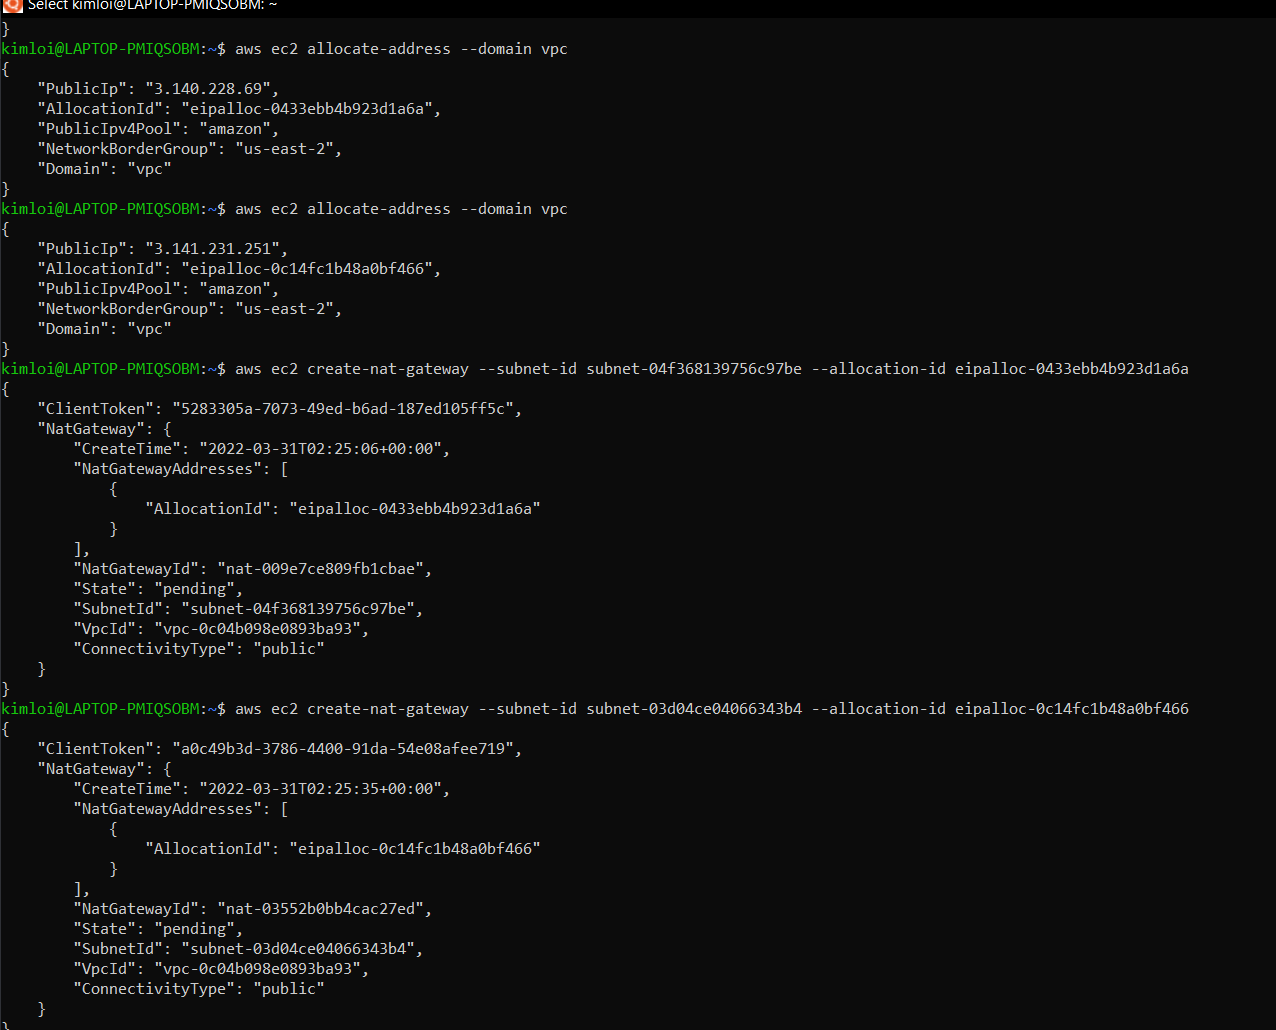 Select kimloi@LAPTOP-PMIQSOBM: ~
}
kimloi@LAPTOP-PMIQSOBM:~$ aws ec2 allocate-address --domain vpc
{
    "PublicIp": "3.140.228.69",
    "AllocationId": "eipalloc-0433ebb4b923d1a6a",
    "PublicIpv4Pool": "amazon",
    "NetworkBorderGroup": "us-east-2",
    "Domain": "vpc"
}
kimloi@LAPTOP-PMIQSOBM:~$ aws ec2 allocate-address --domain vpc
{
    "PublicIp": "3.141.231.251",
    "AllocationId": "eipalloc-0c14fc1b48a0bf466",
    "PublicIpv4Pool": "amazon",
    "NetworkBorderGroup": "us-east-2",
    "Domain": "vpc"
}
kimloi@LAPTOP-PMIQSOBM:~$ aws ec2 create-nat-gateway --subnet-id subnet-04f368139756c97be --allocation-id eipalloc-0433ebb4b923d1a6a
{
    "ClientToken": "5283305a-7073-49ed-b6ad-187ed105ff5c",
    "NatGateway": {
        "CreateTime": "2022-03-31T02:25:06+00:00",
        "NatGatewayAddresses": [
            {
                "AllocationId": "eipalloc-0433ebb4b923d1a6a"
            }
        ],
        "NatGatewayId": "nat-009e7ce809fb1cbae",
        "State": "pending",
        "SubnetId": "subnet-04f368139756c97be",
        "VpcId": "vpc-0c04b098e0893ba93",
        "ConnectivityType": "public"
    }
}
kimloi@LAPTOP-PMIQSOBM:~$ aws ec2 create-nat-gateway --subnet-id subnet-03d04ce04066343b4 --allocation-id eipalloc-0c14fc1b48a0bf466
{
    "ClientToken": "a0c49b3d-3786-4400-91da-54e08afee719",
    "NatGateway": {
        "CreateTime": "2022-03-31T02:25:35+00:00",
        "NatGatewayAddresses": [
            {
                "AllocationId": "eipalloc-0c14fc1b48a0bf466"
            }
        ],
        "NatGatewayId": "nat-03552b0bb4cac27ed",
        "State": "pending",
        "SubnetId": "subnet-03d04ce04066343b4",
        "VpcId": "vpc-0c04b098e0893ba93",
        "ConnectivityType": "public"
    }
}